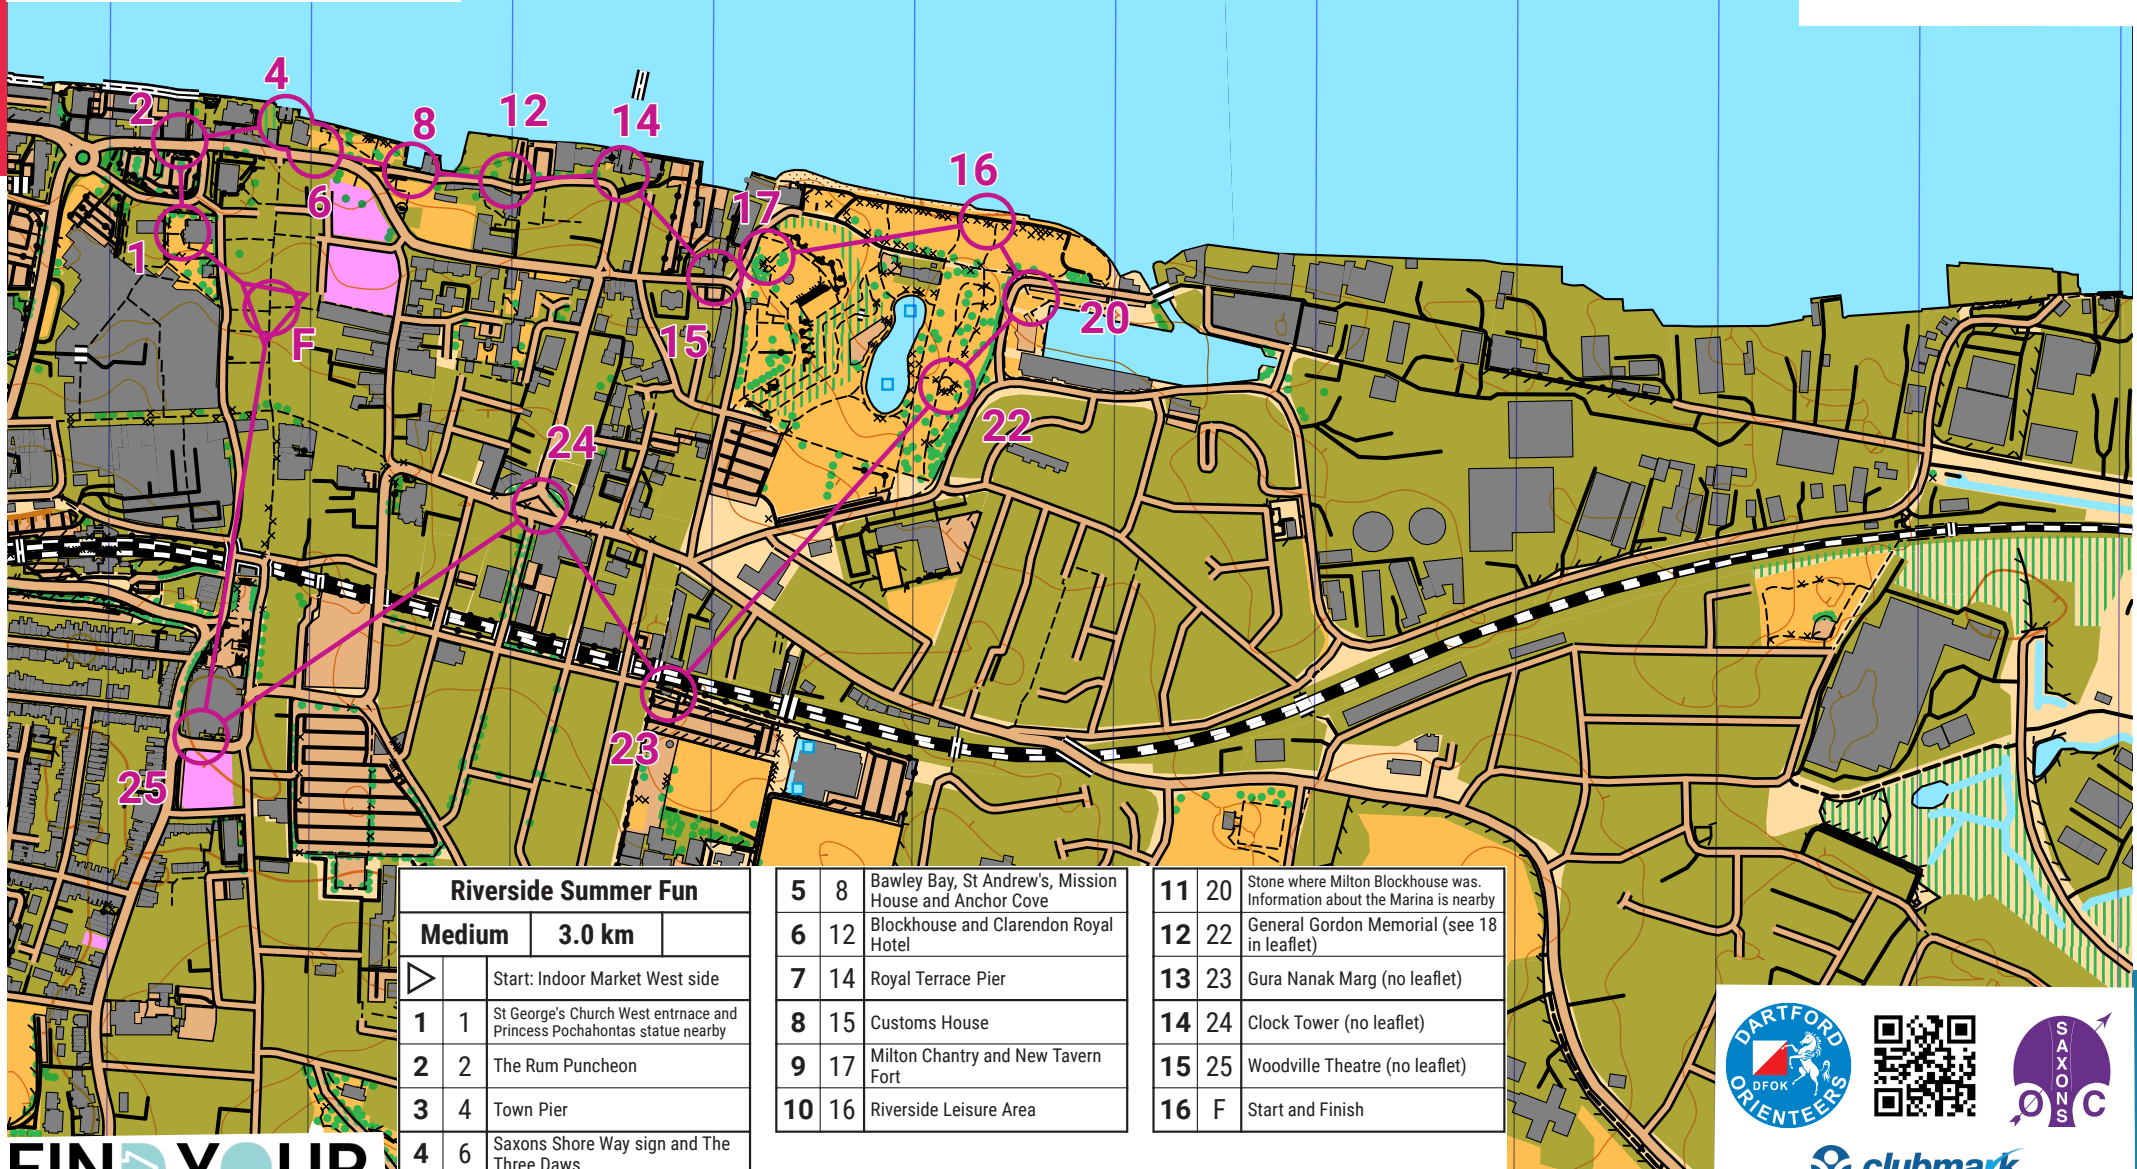 4
2
8
12
14
16
6
17
1
20
F
15
22
24
23
25
Riverside Summer Fun
Medium 3.0 km
Start: Indoor Market West side
1 1 St George's Church West entrnace and
Princess Pochahontas statue nearby
2 2 The Rum Puncheon
3 4 Town Pier
4 6 Saxons Shore Way sign and The
Three Daws
5 8 Bawley Bay, St Andrew's, Mission
House and Anchor Cove
6 12 Blockhouse and Clarendon Royal
Hotel
7 14 Royal Terrace Pier
8 15 Customs House
9 17 Milton Chantry and New Tavern
Fort
10 16 Riverside Leisure Area
11 20 Stone where Milton Blockhouse was.
Information about the Marina is nearby
12 22 General Gordon Memorial (see 18
in leaflet)
13 23 Gura Nanak Marg (no leaflet)
14 24 Clock Tower (no leaflet)
15 25 Woodville Theatre (no leaflet)
16 F Start and Finish
DARTFORD
DFOK
ORIENTEERS
SAXONS
O C
FIND YOUR
clubmark